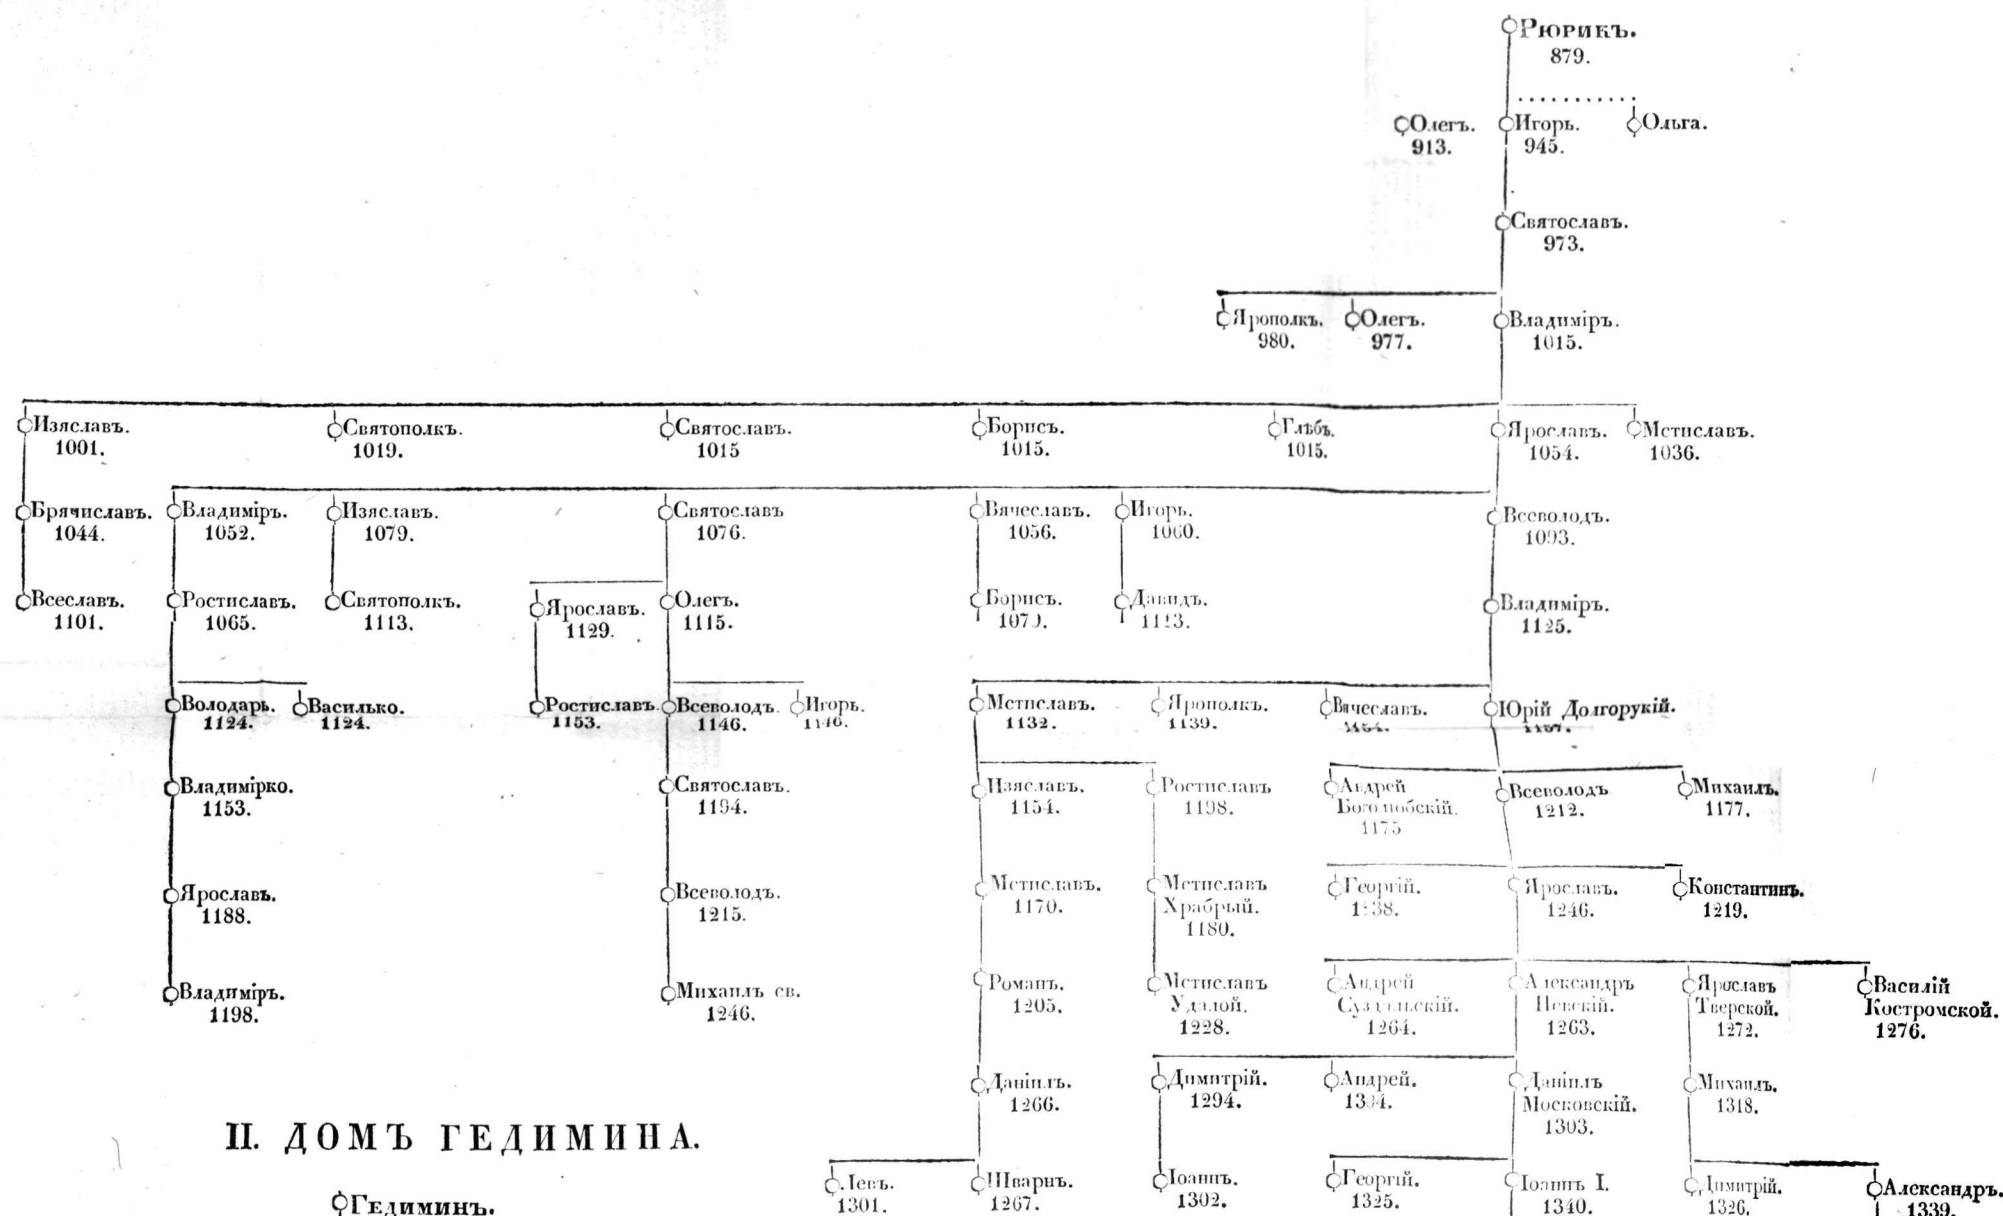 Рюрикъ.
879.
Олегъ. Игорь. Ольга.
913. 945.
Святославъ.
973.
Ярополкъ. Олегъ. Владиміръ.
980. 977. 1015.
Изяславъ. Святополкъ. Святославъ. Борисъ. Глѣбъ. Ярославъ. Мстиславъ.
1001. 1019. 1015 1015. 1015. 1054. 1036.
Брячиславъ. Владиміръ. Изяславъ. Святославъ Вячеславъ. Игорь. Всеволодъ.
1044. 1052. 1079. 1076. 1056. 1060. 1093.
Всеславъ. Ростиславъ. Святополкъ. Ярославъ. Олегъ. Борисъ. Давидъ. Владиміръ.
1101. 1065. 1113. 1129. 1115. 1125.
Володарь. Василько. Ростиславъ. Всеволодъ. Игорь. Мстиславъ. Ярополкъ. Вячеславъ. Юрій Долгорукій.
1124. 1124. 1153. 1146. 1146. 1132. 1139.
Владимірко. Святославъ. Изяславъ. Ростиславъ Андрей Всеволодъ Михаилъ.
1153. 1194. 1154. 1198. Боголюбскій. 1212. 1177.
1175
Ярославъ. Всеволодъ. Мстиславъ. Мстиславъ Георгій. Ярославъ. Константинъ.
1188. 1215. 1170. Храбрый. 1246. 1219.
1180.
Владиміръ. Михаилъ св. Романъ. Мстиславъ Андрей Александръ Ярославъ Василій
1198. 1246. 1205. Удалой. Суздальскій. Невскій. Тверской. Костромской.
1228. 1264. 1263. 1272. 1276.
Даніилъ. Димитрій. Андрей. Даніилъ Михаилъ.
1266. 1294. Московскій. 1318.
1303.
II. ДОМЪ ГЕДИМИНА.
Левъ. Шварнъ. Іоаннъ. Георгій. Іоаннъ I. Димитрій. Александръ.
1301. 1267. 1302. 1325. 1340. 1326. 1339.
Гедиминъ.